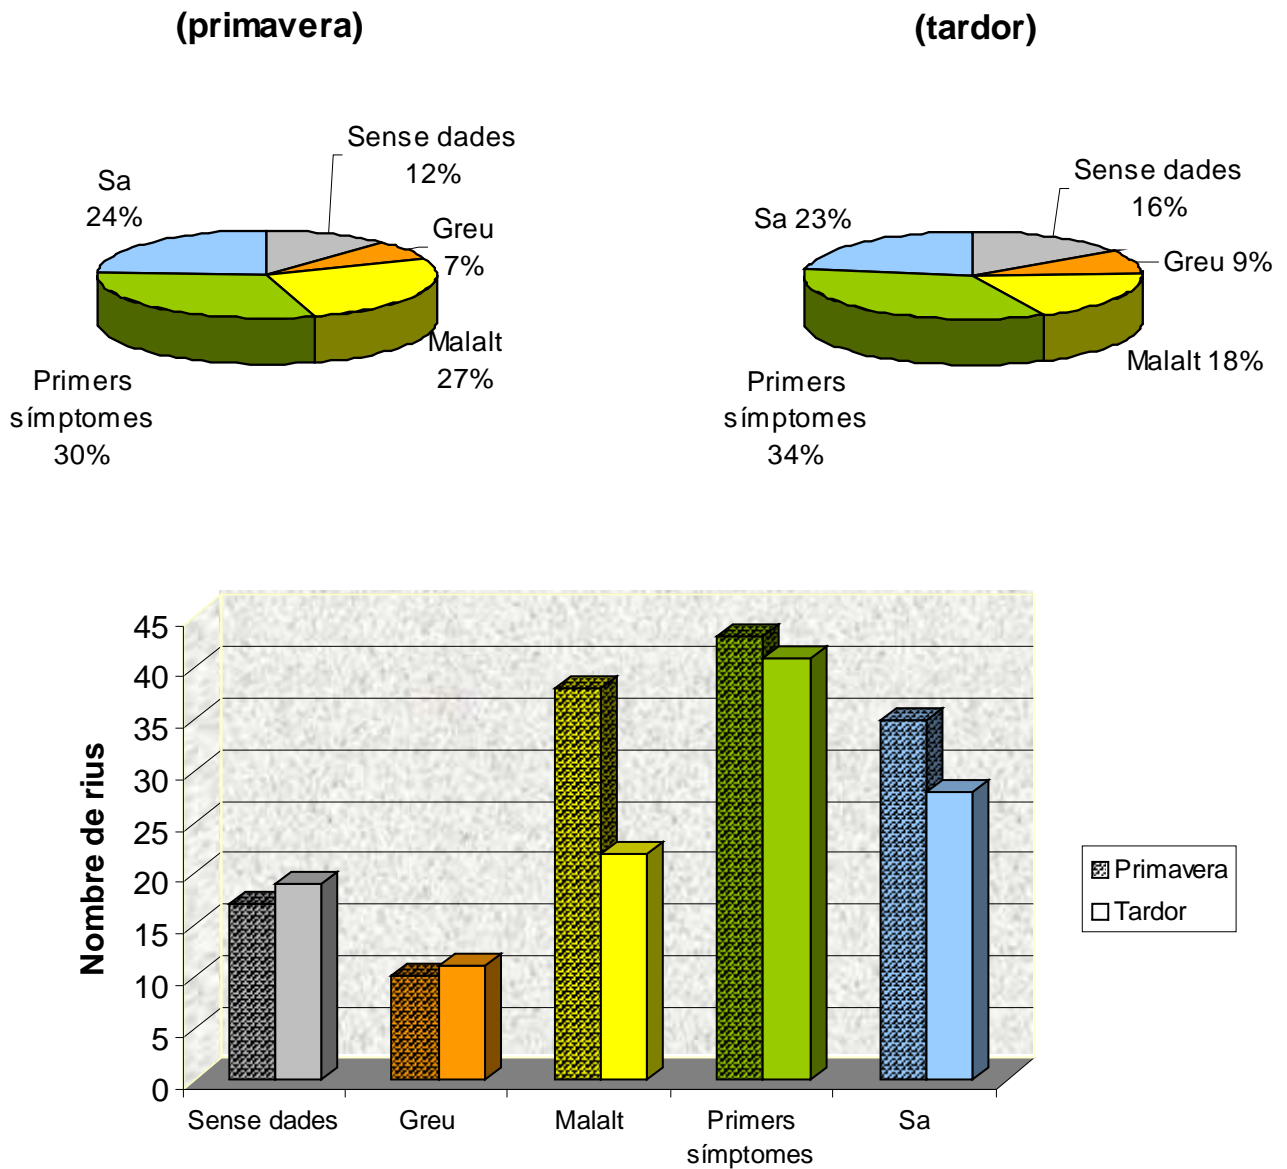 (primavera)
(tardor)
Sense dades
12%
Sa
24%
Greu
7%
Malalt
27%
Primers
símptomes
30%
Sense dades
16%
Sa 23%
Greu 9%
Malalt 18%
Primers
símptomes
34%
Nombre de rius
45
40
35
30
25
20
15
10
5
0
Sense dades
Greu
Malalt
Primers
símptomes
Sa
Primavera
Tardor